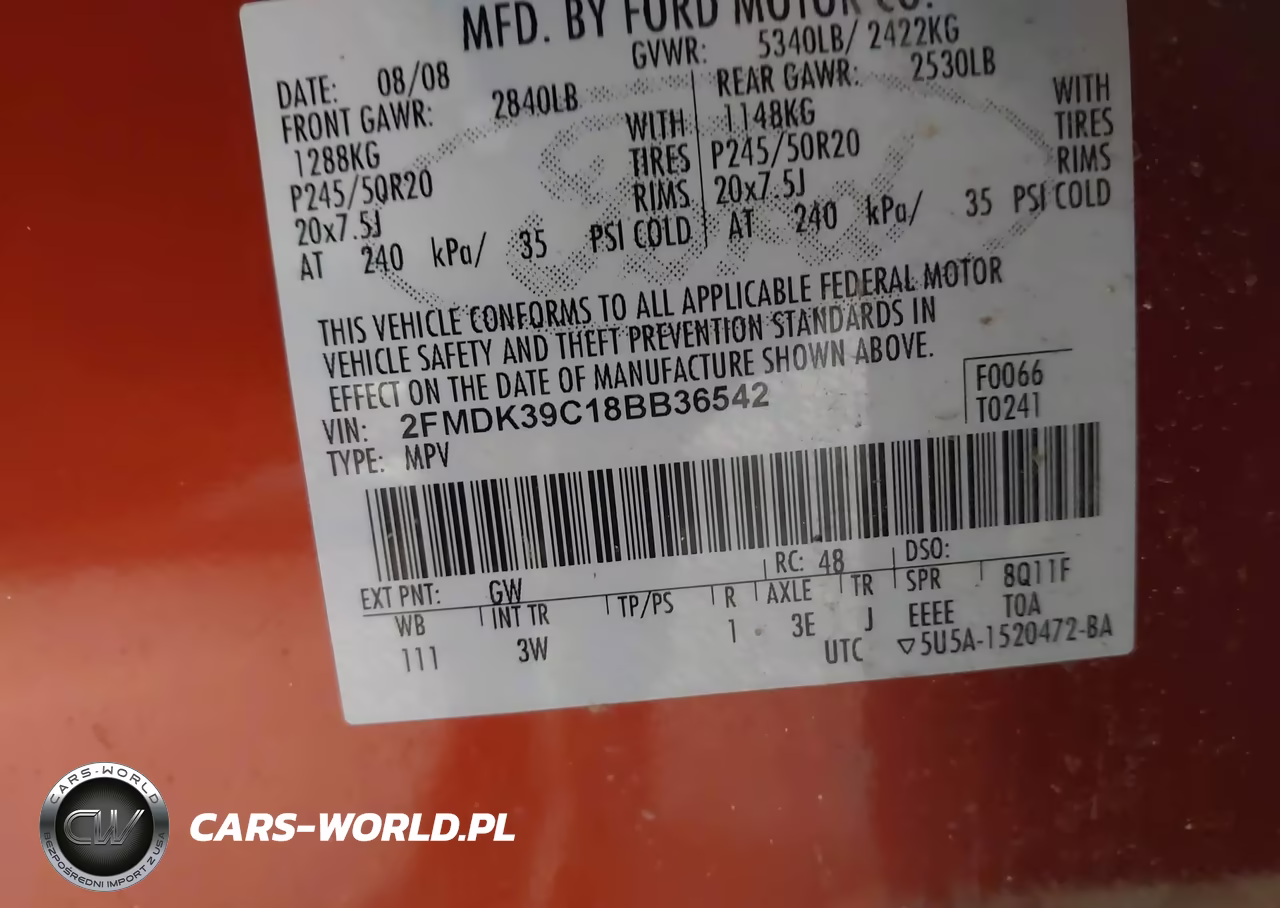 MFD. BY FORD MOTOR CO.
DATE: 08/08 GVWR: 5340LB/ 2422KG
FRONT GAWR: 2840LB REAR GAWR: 2530LB
1288KG WITH 1148KG WITH
P245/50R20 TIRES P245/50R20 TIRES
20x7.5J RIMS 20x7.5J RIMS
AT 240 kPa/ 35 PSI COLD AT 240 kPa/ 35 PSI COLD
THIS VEHICLE CONFORMS TO ALL APPLICABLE FEDERAL MOTOR
VEHICLE SAFETY AND THEFT PREVENTION STANDARDS IN
EFFECT ON THE DATE OF MANUFACTURE SHOWN ABOVE.
VIN: 2FMDK39C18BB36542 F0066
TYPE: MPV T0241
EXT PNT: GW RC: 48 DSO:
WB INT TR TP/PS R AXLE TR SPR 8Q11F
111 3W 1 3E J EEEE TOA
UTC ▽5U5A-1520472-BA
CARS-WORLD
CW
BEZPOŚREDNI IMPORT Z USA
CARS-WORLD.PL